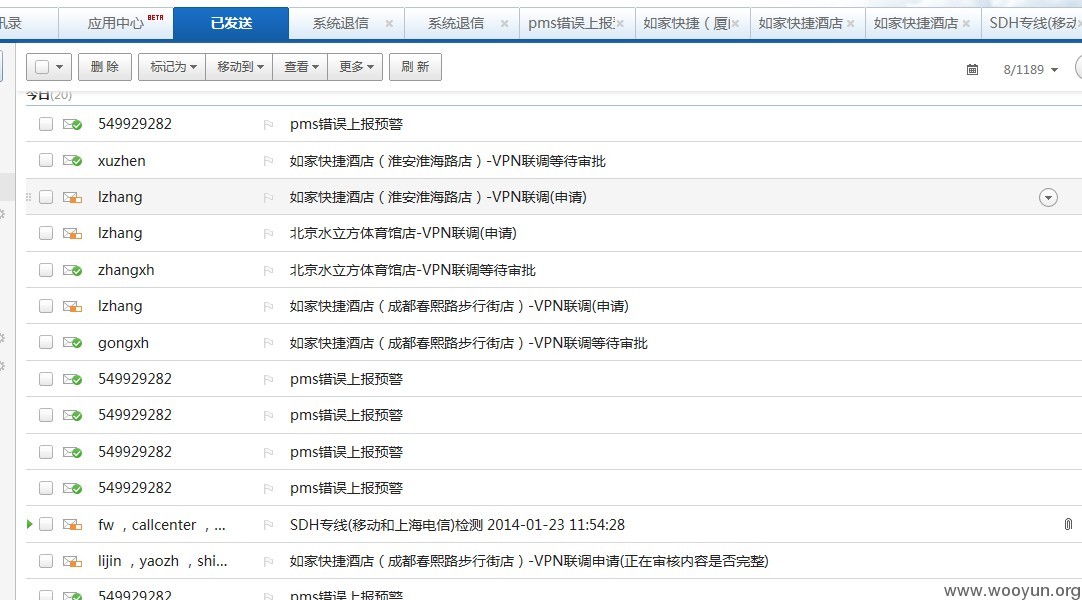 讯录 应用中心 BETA 已发送 系统退信 系统退信 pms错误上报 如家快捷（厦 如家快捷酒店 如家快捷酒店 SDH专线(移动
删 除 标记为 移动到 查看 更多 刷 新 8/1189
今日(20)
549929282 pms错误上报预警
xuzhen 如家快捷酒店（淮安淮海路店）-VPN联调等待审批
lzhang 如家快捷酒店（淮安淮海路店）-VPN联调(申请)
lzhang 北京水立方体育馆店-VPN联调(申请)
zhangxh 北京水立方体育馆店-VPN联调等待审批
lzhang 如家快捷酒店（成都春熙路步行街店）-VPN联调(申请)
gongxh 如家快捷酒店（成都春熙路步行街店）-VPN联调等待审批
549929282 pms错误上报预警
549929282 pms错误上报预警
549929282 pms错误上报预警
549929282 pms错误上报预警
fw ，callcenter ，... SDH专线(移动和上海电信)检测 2014-01-23 11:54:28
lijin ，yaozh ，shi... 如家快捷酒店（成都春熙路步行街店）-VPN联调申请(正在审核内容是否完整)
549929282 pms错误上报预警
www.wooyun.org